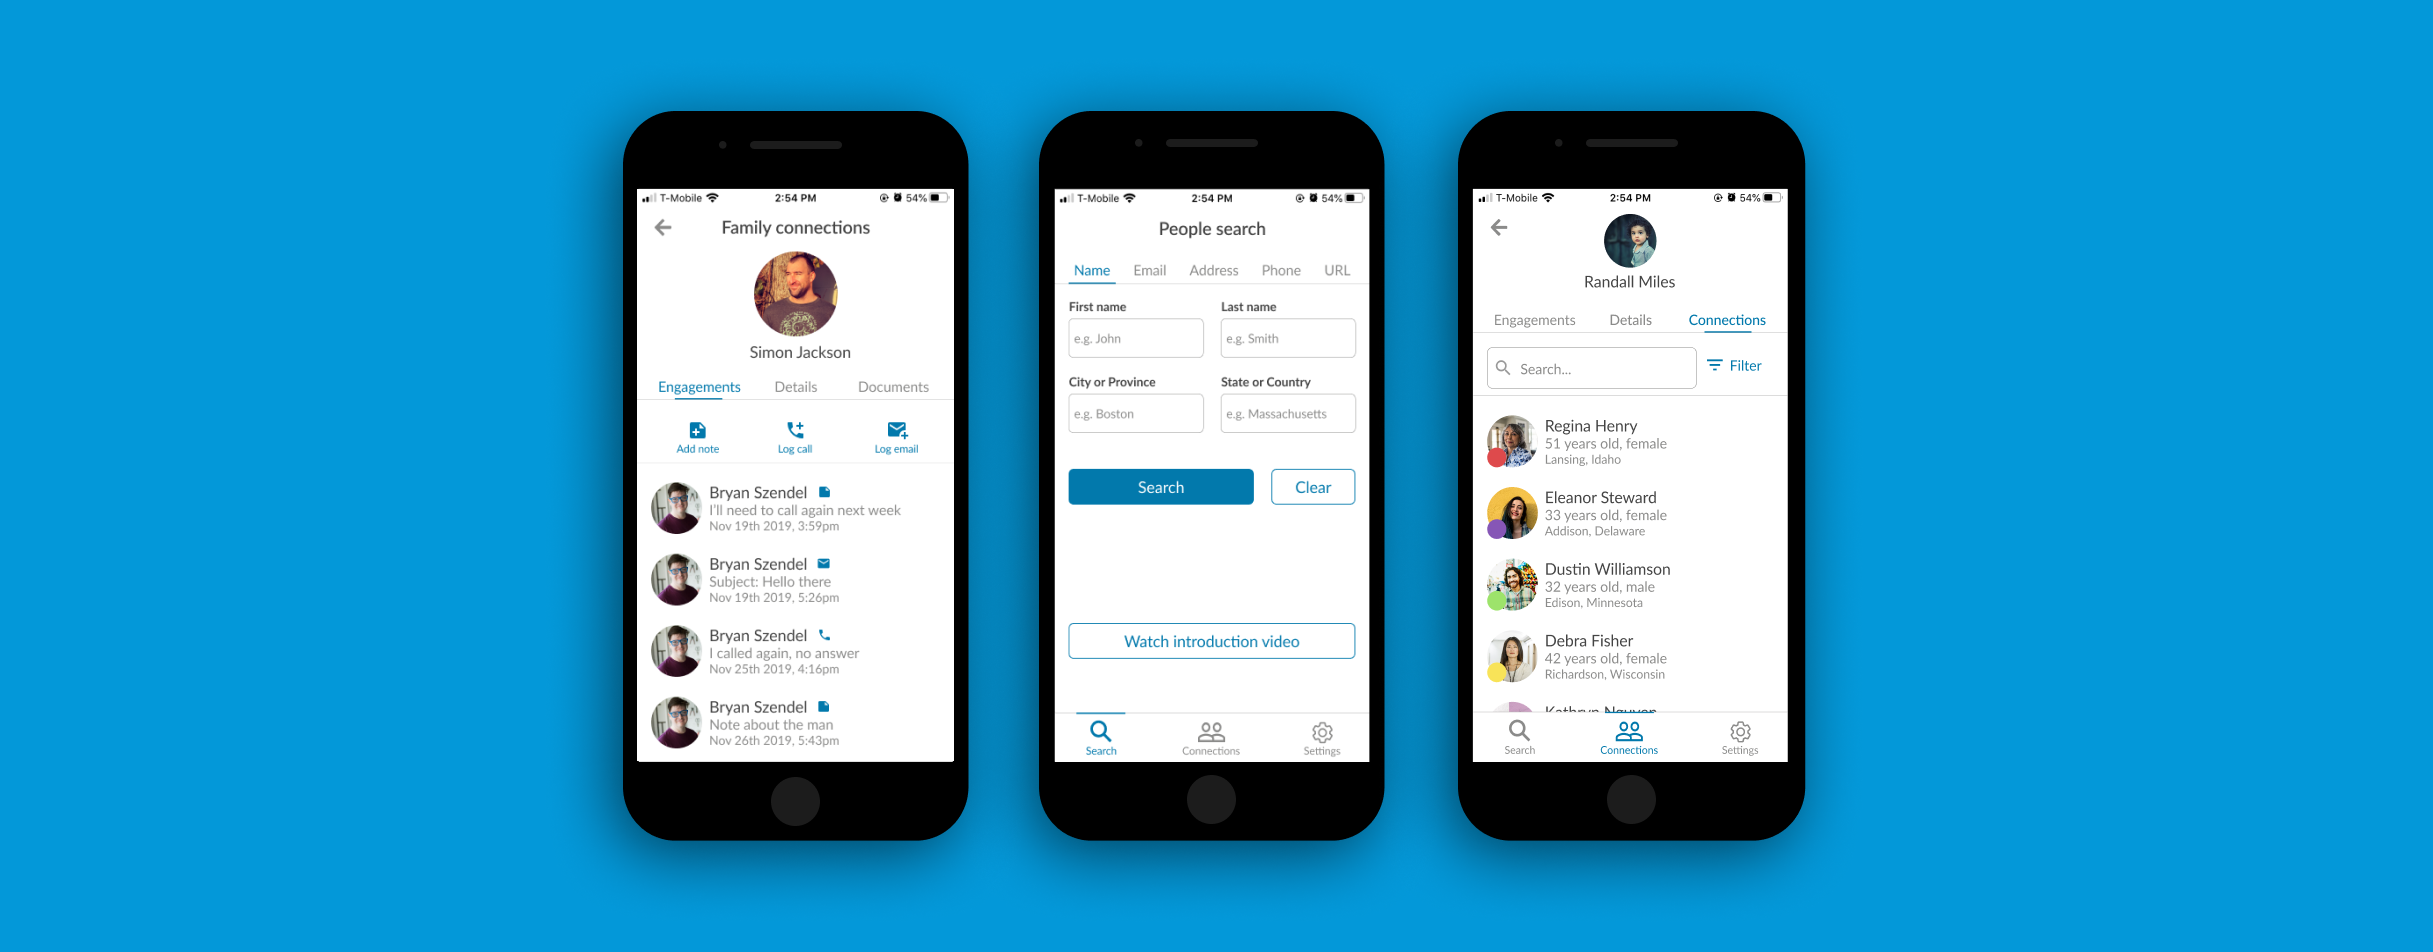 T-Mobile 2:54 PM 54%
Family connections
Simon Jackson
Engagements Details Documents
Add note Log call Log email
Bryan Szendel
I'll need to call again next week
Nov 19th 2019, 3:59pm
Bryan Szendel
Subject: Hello there
Nov 19th 2019, 5:26pm
Bryan Szendel
I called again, no answer
Nov 25th 2019, 4:16pm
Bryan Szendel
Note about the man
Nov 26th 2019, 5:43pm
T-Mobile 2:54 PM 54%
People search
Name Email Address Phone URL
First name Last name
e.g. John e.g. Smith
City or Province State or Country
e.g. Boston e.g. Massachusetts
Search Clear
Watch introduction video
Search Connections Settings
T-Mobile 2:54 PM 54%
Randall Miles
Engagements Details Connections
Search... Filter
Regina Henry
51 years old, female
Lansing, Idaho
Eleanor Steward
33 years old, female
Addison, Delaware
Dustin Williamson
32 years old, male
Edison, Minnesota
Debra Fisher
42 years old, female
Richardson, Wisconsin
Kathryn
Search Connections Settings